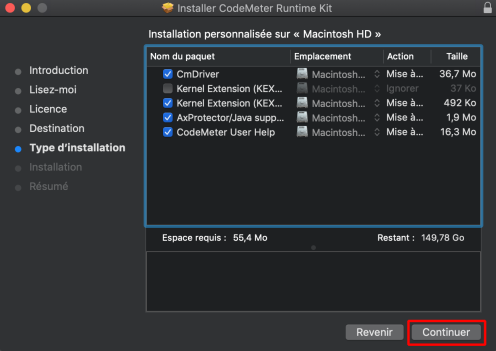 Installer CodeMeter Runtime Kit
Installation personnalisée sur « Macintosh HD »
Nom du paquet Emplacement Action Taille
CmDriver Macintosh... Mise à... 36,7 Mo
Kernel Extension (KEX... Macintosh... Ignorer 37 Ko
Kernel Extension (KEX... Macintosh... Mise à... 492 Ko
AxProtector/Java supp... Macintosh... Mise à... 1,9 Mo
CodeMeter User Help Macintosh... Mise à... 16,3 Mo
Introduction
Lisez-moi
Licence
Destination
Type d'installation
Installation
Résumé
Espace requis : 55,4 Mo Restant : 149,78 Go
Revenir Continuer